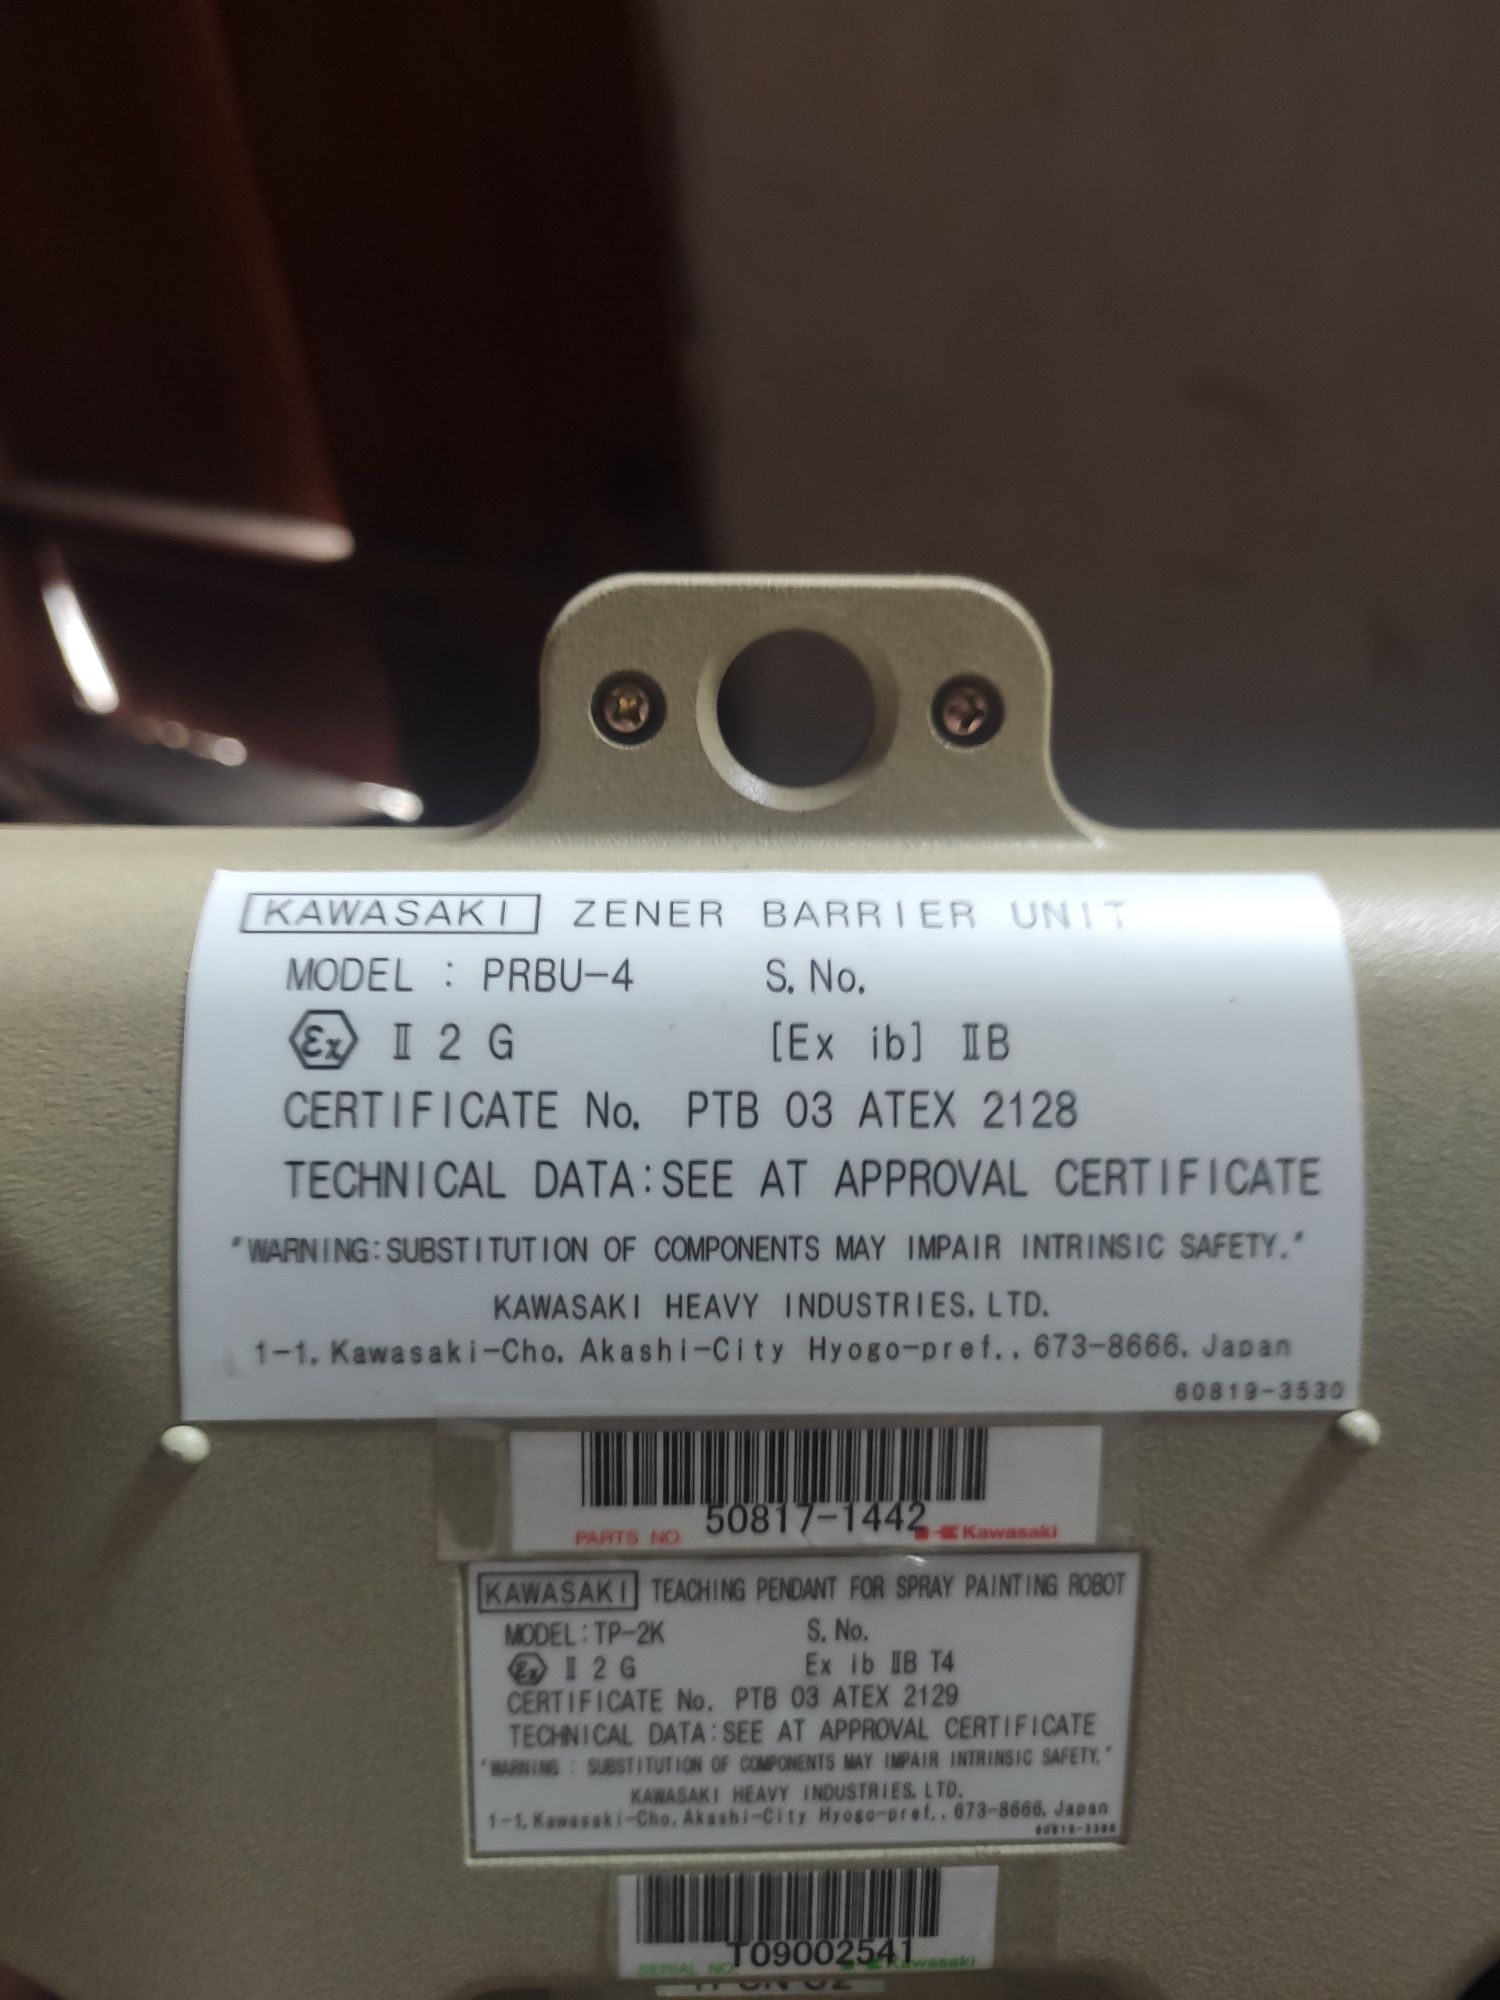 KAWASAKI ZENER BARRIER UNIT
MODEL : PRBU-4 S. No.
Ex Ⅱ 2 G [Ex ib] ⅡB
CERTIFICATE No. PTB 03 ATEX 2128
TECHNICAL DATA:SEE AT APPROVAL CERTIFICATE
"WARNING:SUBSTITUTION OF COMPONENTS MAY IMPAIR INTRINSIC SAFETY."
KAWASAKI HEAVY INDUSTRIES, LTD.
1-1, Kawasaki-Cho, Akashi-City Hyogo-pref., 673-8666, Japan
60819-3530
50817-1442
PARTS NO. Kawasaki
KAWASAKI TEACHING PENDANT FOR SPRAY PAINTING ROBOT
MODEL:TP-2K S. No.
Ex Ⅱ 2 G Ex ib ⅡB T4
CERTIFICATE No. PTB 03 ATEX 2129
TECHNICAL DATA:SEE AT APPROVAL CERTIFICATE
"WARNING : SUBSTITUTION OF COMPONENTS MAY IMPAIR INTRINSIC SAFETY."
KAWASAKI HEAVY INDUSTRIES, LTD.
1-1, Kawasaki-Cho, Akashi-City Hyogo-pref., 673-8666, Japan
T09002541
SERIAL NO. Kawasaki